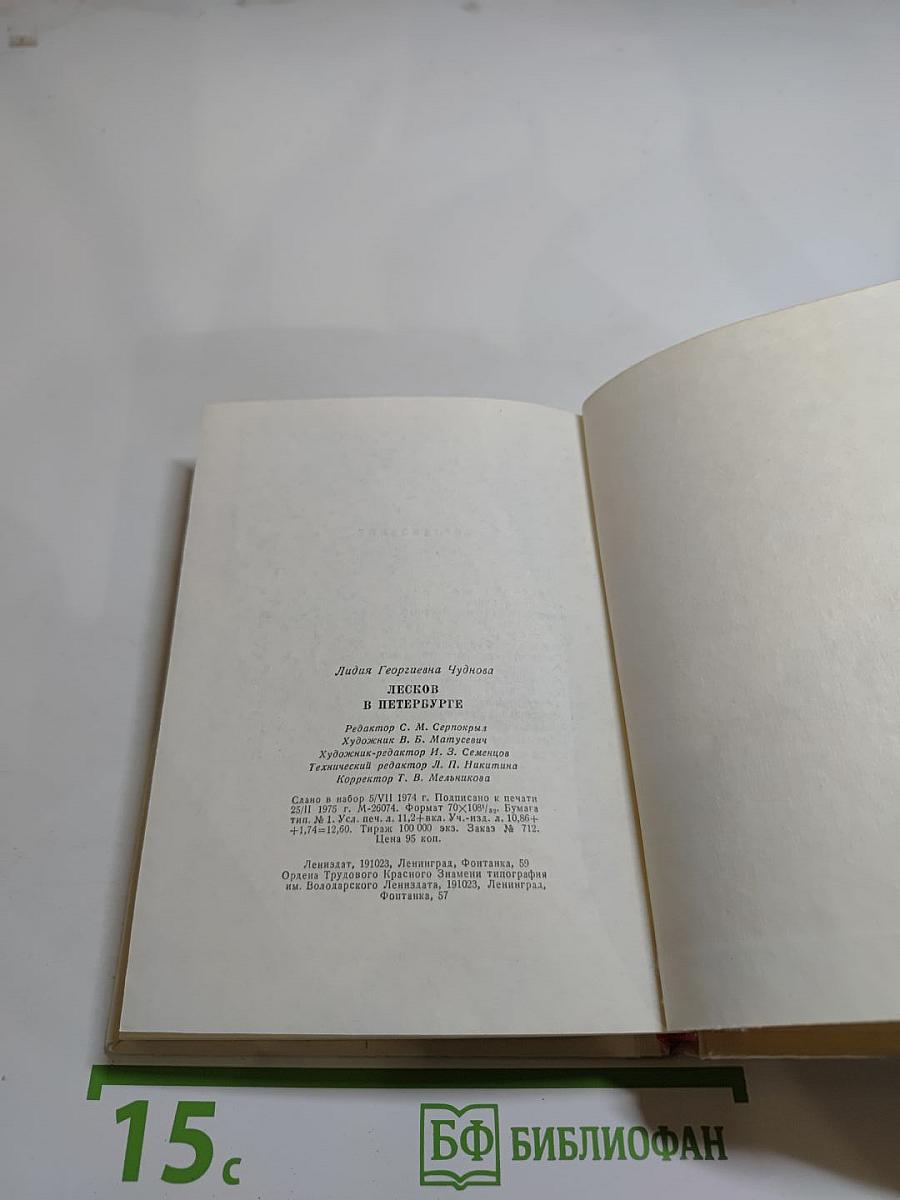 Лидия Георгиевна Чуднова
ЛЕСКОВ
В ПЕТЕРБУРГЕ
Редактор С. М. Серпокрыл
Художник В. Б. Матусевич
Художник-редактор И. З. Семенцов
Технический редактор Л. П. Никитина
Корректор Т. В. Мельникова
Сдано в набор 5/VII 1974 г. Подписано к печати
25/II 1975 г. М-26074. Формат 70×108¹/₃₂. Бумага
тип. № 1. Усл. печ. л. 11,2+вкл. Уч.-изд. л. 10,86+
+1,74=12,60. Тираж 100 000 экз. Заказ № 712.
Цена 95 коп.
Лениздат, 191023, Ленинград, Фонтанка, 59
Ордена Трудового Красного Знамени типография
им. Володарского Лениздата, 191023, Ленинград,
Фонтанка, 57
15 с
БФ БИБЛИОФАН